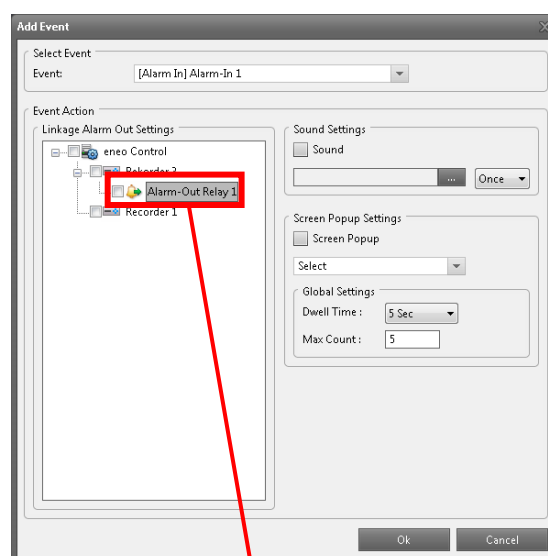 Add Event
Select Event
Event:
[Alarm In] Alarm-In 1
Event Action
Linkage Alarm Out Settings
eneo Control
Rekorder 2
Alarm-Out Relay 1
Recorder 1
Sound Settings
Sound
... Once
Screen Popup Settings
Screen Popup
Select
Global Settings
Dwell Time : 5 Sec
Max Count : 5
Ok Cancel